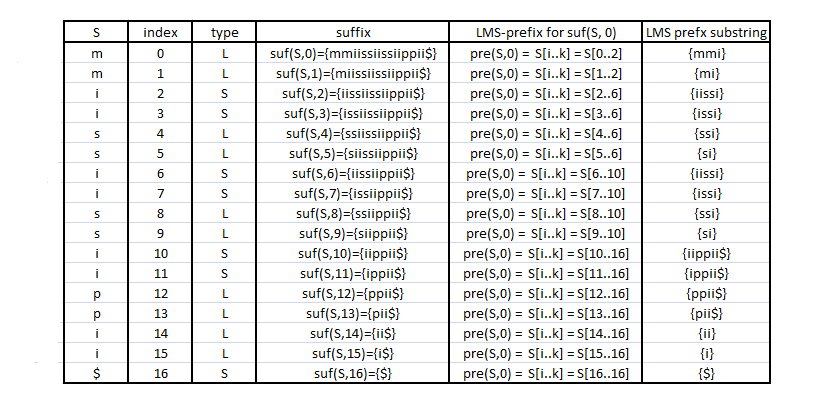 S index type suffix LMS-prefix for suf(S, 0) LMS prefx substring
m 0 L suf(S,0)={mmiissiissiippii$} pre(S,0) = S[i..k] =S[0..2] {mmi}
m 1 L suf(S,1)={miissiissiippii$} pre(S,0) = S[i..k] =S[1..2] {mi}
i 2 S suf(S,2)={iissiissiippii$} pre(S,0) = S[i..k] =S[2..6] {iissi}
i 3 S suf(S,3)={issiissiippii$} pre(S,0) = S[i..k] =S[3..6] {issi}
s 4 L suf(S,4)={ssiissiippii$} pre(S,0) = S[i..k] =S[4..6] {ssi}
s 5 L suf(S,5)={siissiippii$} pre(S,0) = S[i..k] =S[5..6] {si}
i 6 S suf(S,6)={iissiippii$} pre(S,0) = S[i..k] =S[6..10] {iissi}
i 7 S suf(S,7)={issiippii$} pre(S,0) = S[i..k] =S[7..10] {issi}
s 8 L suf(S,8)={ssiippii$} pre(S,0) = S[i..k] =S[8..10] {ssi}
s 9 L suf(S,9)={siippii$} pre(S,0) = S[i..k] =S[9..10] {si}
i 10 S suf(S,10)={iippii$} pre(S,0) = S[i..k] =S[10..16] {iippii$}
i 11 S suf(S,11)={ippii$} pre(S,0) = S[i..k] =S[11..16] {ippii$}
p 12 L suf(S,12)={ppii$} pre(S,0) = S[i..k] =S[12..16] {ppii$}
p 13 L suf(S,13)={pii$} pre(S,0) = S[i..k] =S[13..16] {pii$}
i 14 L suf(S,14)={ii$} pre(S,0) = S[i..k] =S[14..16] {ii}
i 15 L suf(S,15)={i$} pre(S,0) = S[i..k] =S[15..16] {i}
$ 16 S suf(S,16)={$} pre(S,0) = S[i..k] =S[16..16] {$}